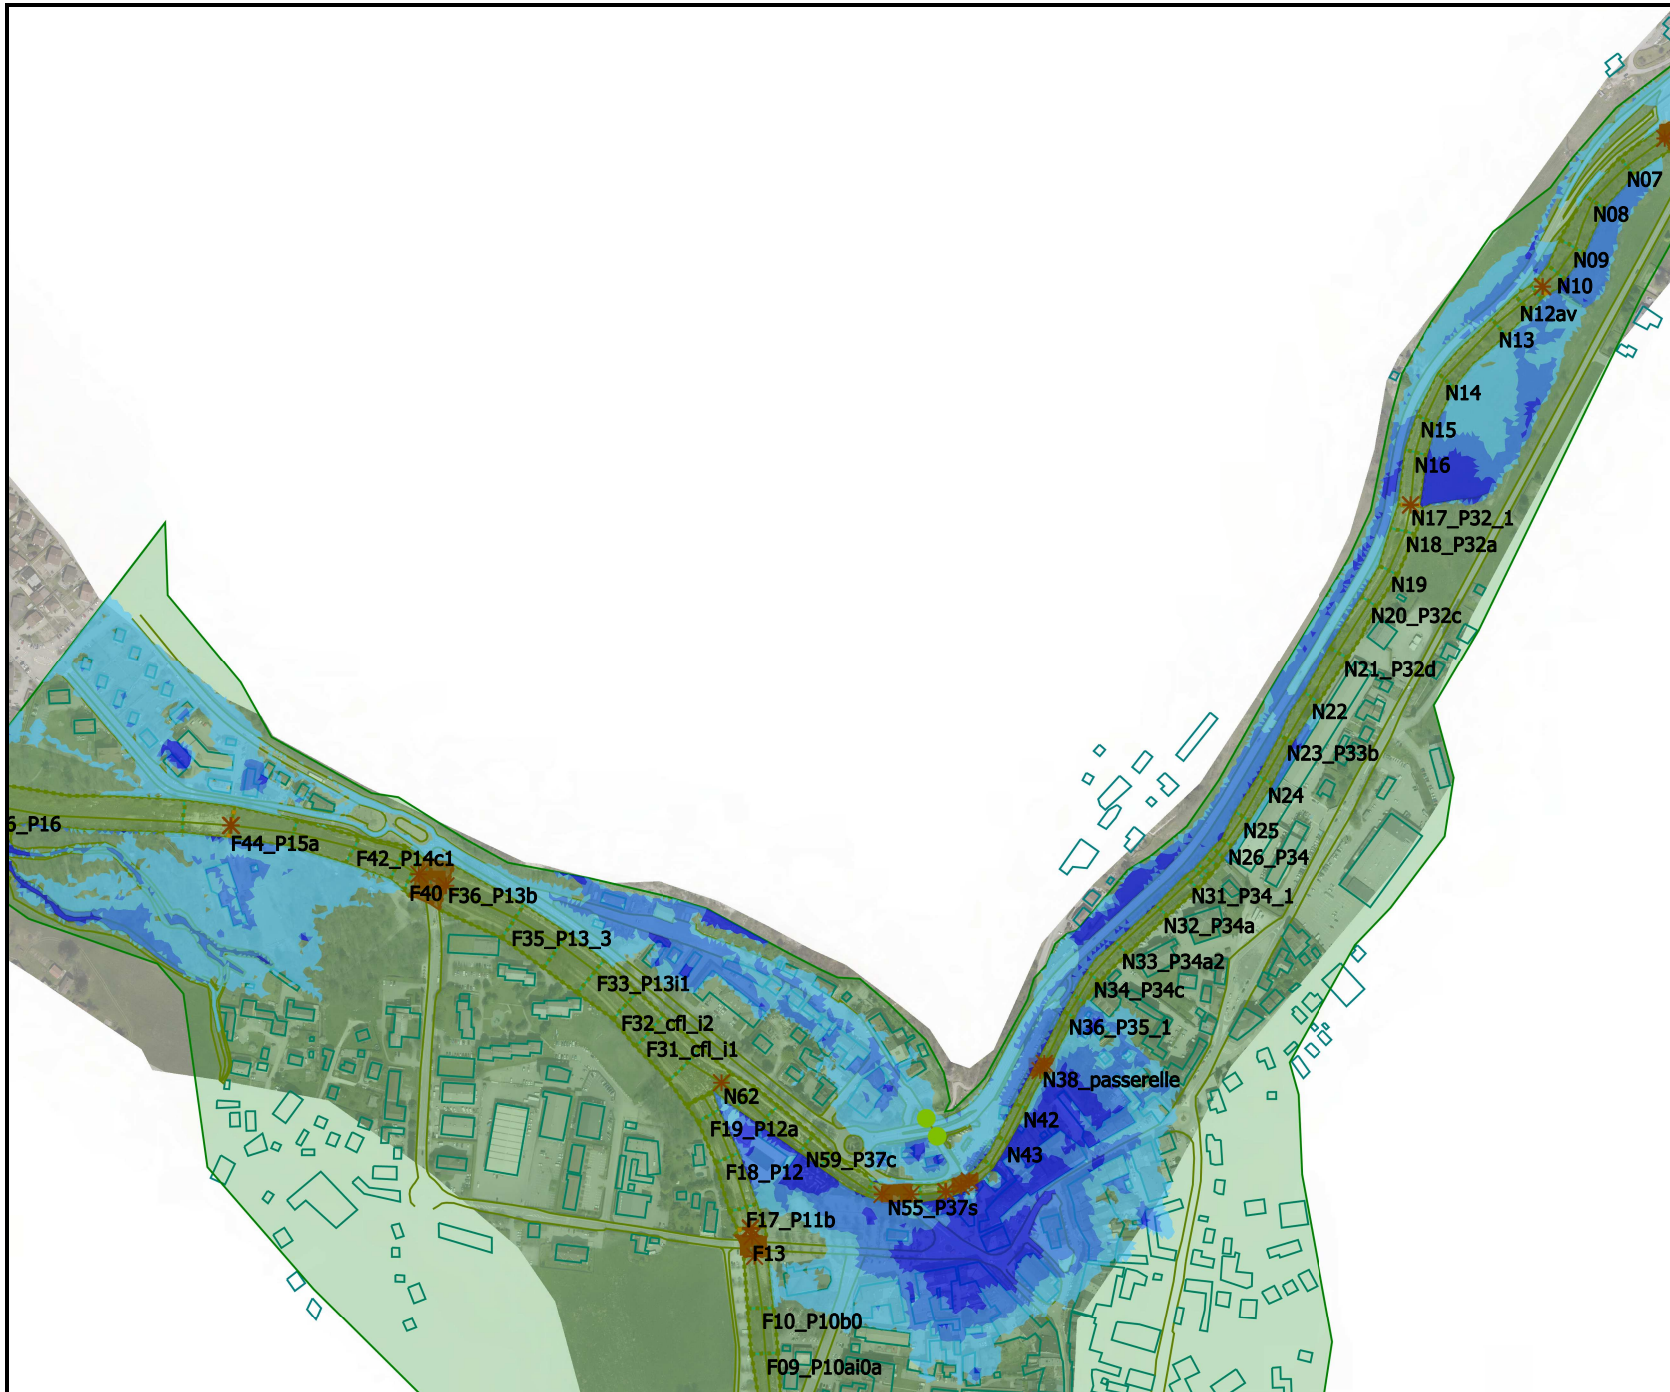 N07
N08
N09
N10
N12av
N13
N14
N15
N16
N17_P32_1
N18_P32a
N19
N20_P32c
N21_P32d
N22
N23_P33b
N24
N25
N26_P34
N31_P34_1
N32_P34a
N33_P34a2
N34_P34c
N36_P35_1
N38_passerelle
N42
N43
6_P16
F44_P15a
F42_P14c1
F40
F36_P13b
F35_P13_3
F33_P13i1
F32_cfl_i2
F31_cfl_i1
N62
F19_P12a
N59_P37c
F18_P12
N55_P37s
F17_P11b
F13
F10_P10b0
F09_P10ai0a